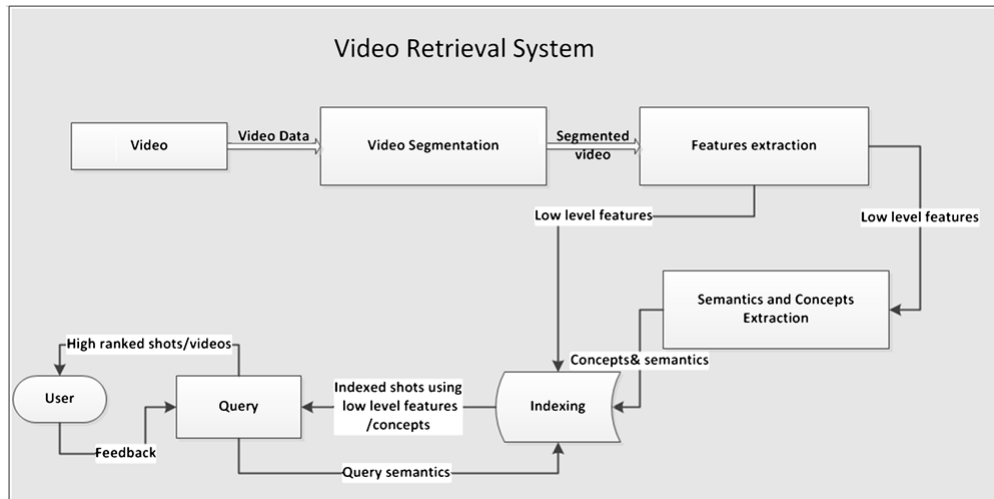 Video Retrieval System
Video
Video Data
Video Segmentation
Segmented
video
Features extraction
Low level features
Low level features
Semantics and Concepts
Extraction
Concepts& semantics
High ranked shots/videos
User
Query
Indexed shots using
low level features
/concepts
Indexing
Feedback
Query semantics